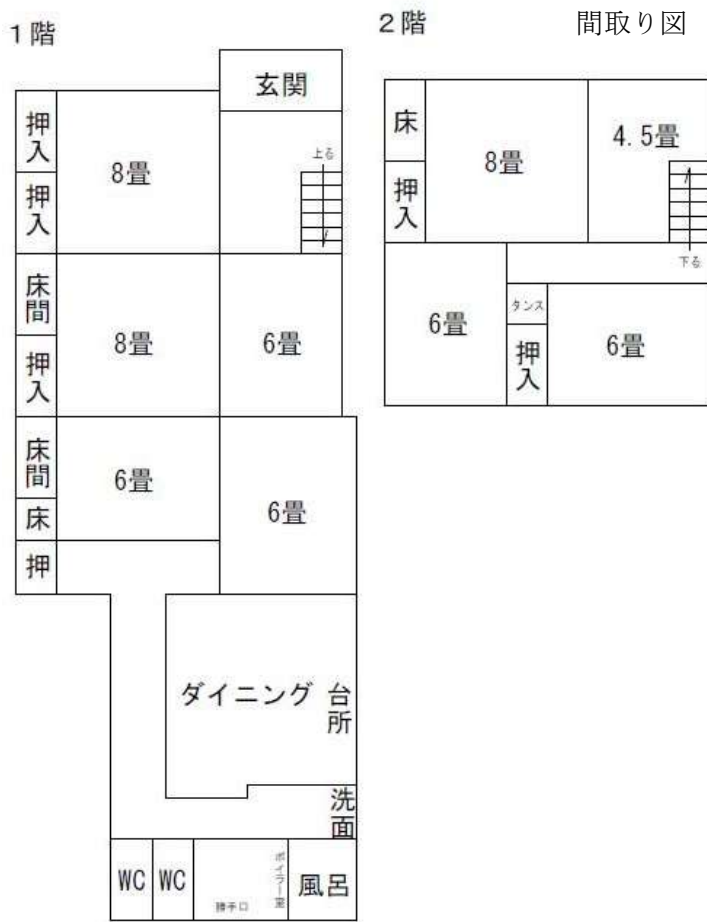 1階
玄関
上る
押入
8畳
押入
床間
8畳
6畳
押入
床間
6畳
6畳
床
押
ダイニング
台所
洗面
WC
WC
勝手口
ボイラー室
風呂
2階
間取り図
床
8畳
4.5畳
押入
下る
6畳
タンス
押入
6畳